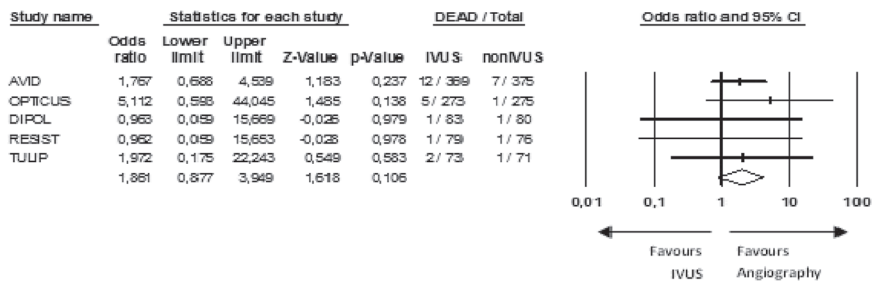 Study name Statistics for each study DEAD / Total Odds ratio and 95% CI
Odds Lower Upper
ratio limit limit Z-Value p-Value IVUS nonIVUS
AVID 1,767 0,688 4,539 1,183 0,237 12 / 369 7 / 375
OPTICUS 5,112 0,593 44,045 1,485 0,138 5 / 273 1 / 275
DIPOL 0,963 0,059 15,669 -0,026 0,979 1 / 83 1 / 80
RESIST 0,962 0,059 15,653 -0,028 0,978 1 / 79 1 / 76
TULIP 1,972 0,175 22,243 0,549 0,583 2 / 73 1 / 71
1,861 0,877 3,949 1,618 0,106
0,01 0,1 1 10 100
Favours Favours
IVUS Angiography